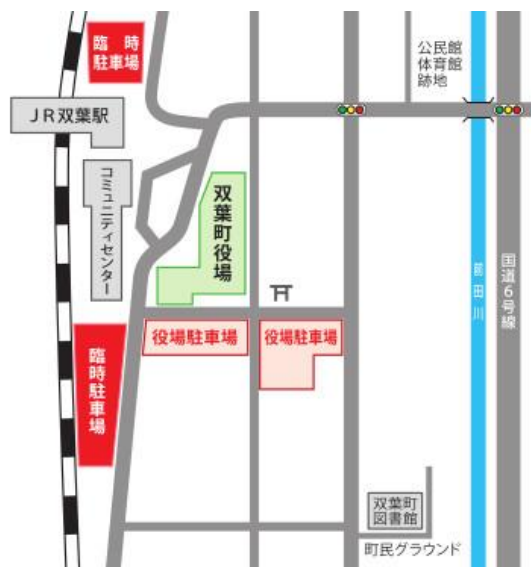 臨時
駐車場
公民館
体育館
跡地
JR双葉駅
コミュニティセンター
双葉町役場
前田川
国道6号線
役場駐車場
役場駐車場
臨時駐車場
双葉町
図書館
町民グラウンド